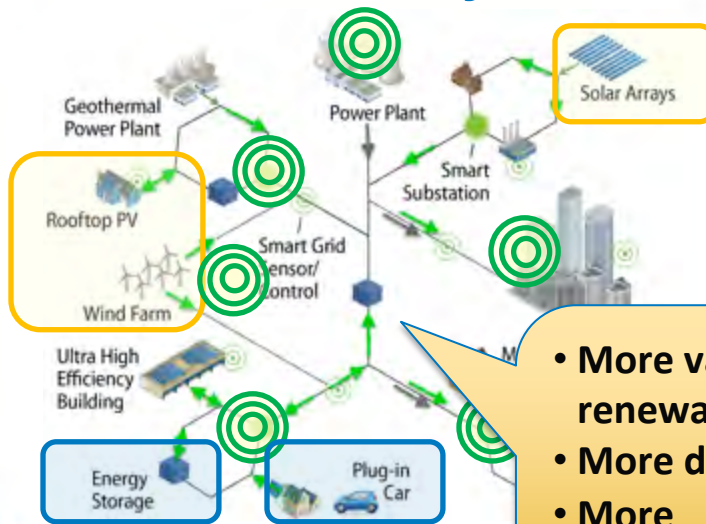 Geothermal
Power Plant
Power Plant
Solar Arrays
Smart
Substation
Rooftop PV
Smart Grid
Sensor/
Control
Wind Farm
Ultra High
Efficiency
Building
Energy
Storage
Plug-in
Car
• More
• More
• More